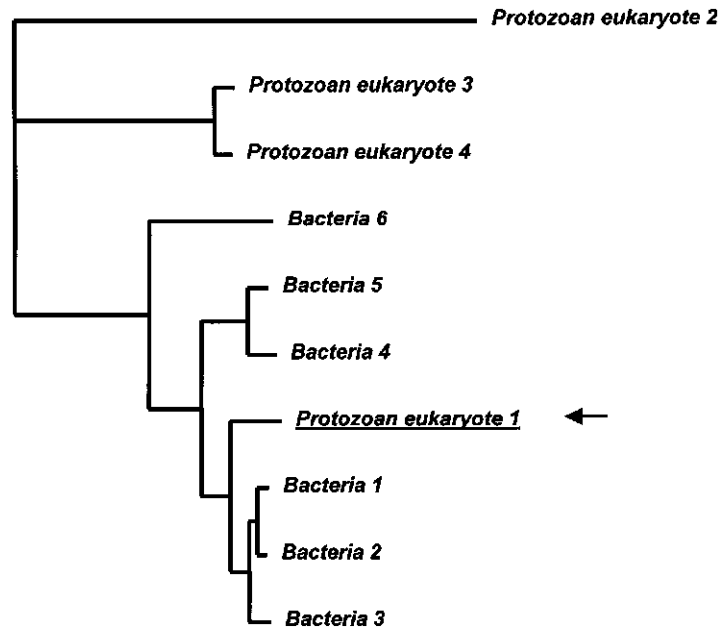 Protozoan eukaryote 2
Protozoan eukaryote 3
Protozoan eukaryote 4
Bacteria 6
Bacteria 5
Bacteria 4
Protozoan eukaryote 1
Bacteria 1
Bacteria 2
Bacteria 3